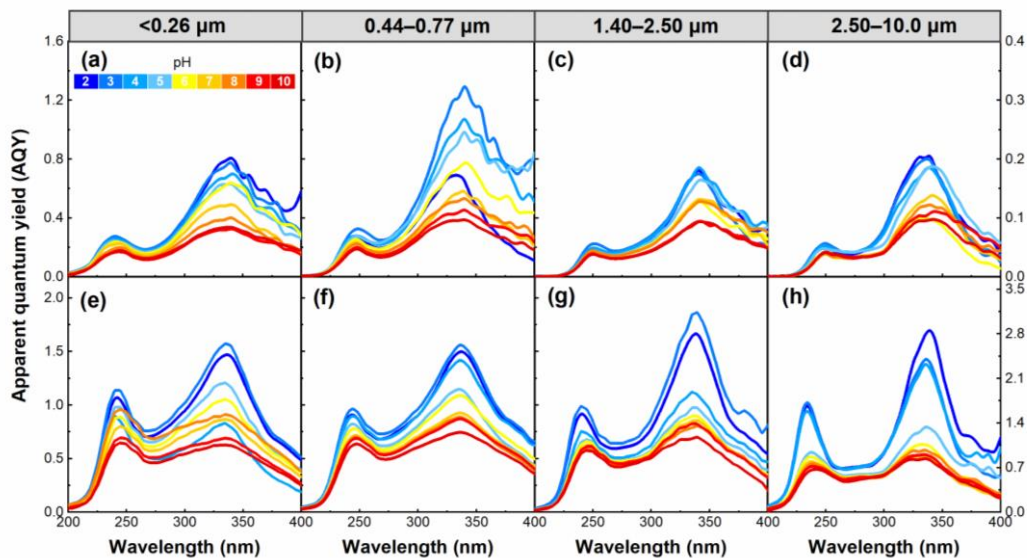 <0.26 µm 0.44–0.77 µm 1.40–2.50 µm 2.50–10.0 µm
1.6 0.4
(a) (b) (c) (d)
pH
2 3 4 5 6 7 8 9 10
1.2 0.3
0.8 0.2
0.4 0.1
0.0 0.0
Apparent quantum yield (AQY)
(e) (f) (g) (h)
2.0 3.5
2.8
1.5
2.1
1.0
1.4
0.5 0.7
0.0 0.0
200 250 300 350 400 200 250 300 350 400 200 250 300 350 400 200 250 300 350 400
Wavelength (nm) Wavelength (nm) Wavelength (nm) Wavelength (nm)